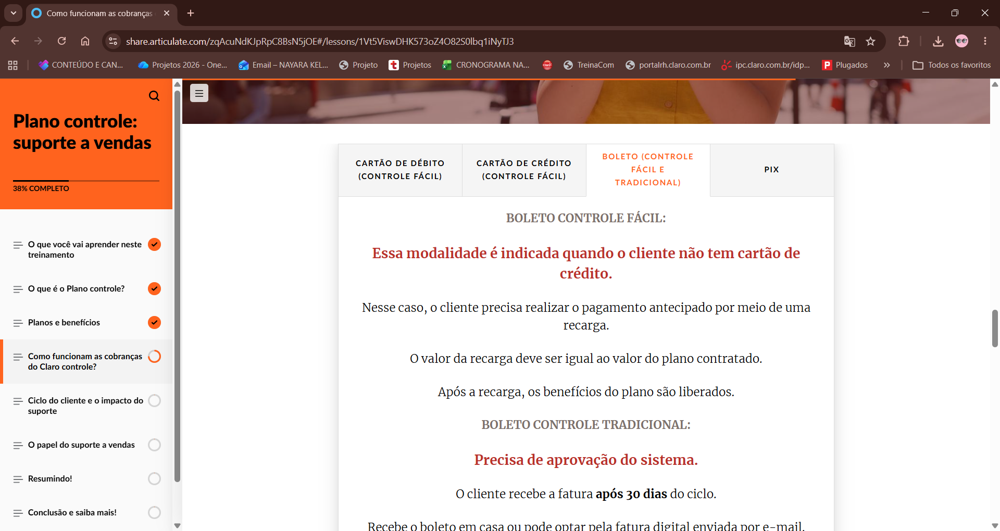 Como funcionam as cobranças
share.articulate.com/zqAcuNdKJpRpC8BsN5jOE#/lessons/1Vt5ViswDHK573oZ4O82S0lbq1iNyTJ3
CONTEÚDO E CAN...
Projetos 2026 - One...
Email – NAYARA KEL...
Projeto
Projetos
CRONOGRAMA NA...
TreinaCom
portalrh.claro.com.br
ipc.claro.com.br/idp...
Plugados
Todos os favoritos
Plano controle:
suporte a vendas
38% COMPLETO
O que você vai aprender neste
treinamento
O que é o Plano controle?
Planos e benefícios
Como funcionam as cobranças
do Claro controle?
Ciclo do cliente e o impacto do
suporte
O papel do suporte a vendas
Resumindo!
Conclusão e saiba mais!
CARTÃO DE DÉBITO
(CONTROLE FÁCIL)
CARTÃO DE CRÉDITO
(CONTROLE FÁCIL)
BOLETO (CONTROLE
FÁCIL E
TRADICIONAL)
PIX
BOLETO CONTROLE FÁCIL:
Essa modalidade é indicada quando o cliente não tem cartão de
crédito.
Nesse caso, o cliente precisa realizar o pagamento antecipado por meio de uma
recarga.
O valor da recarga deve ser igual ao valor do plano contratado.
Após a recarga, os benefícios do plano são liberados.
BOLETO CONTROLE TRADICIONAL:
Precisa de aprovação do sistema.
O cliente recebe a fatura após 30 dias do ciclo.
Recebe o boleto em casa ou pode optar pela fatura digital enviada por e-mail.